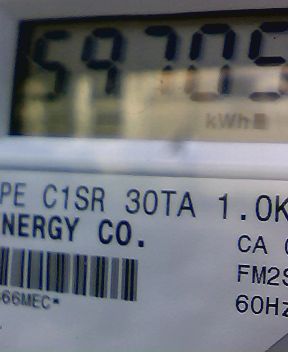 59705
kWh
PE C1SR 30TA 1.0K
NERGY CO.
CA
FM2S
66MEC*
60Hz